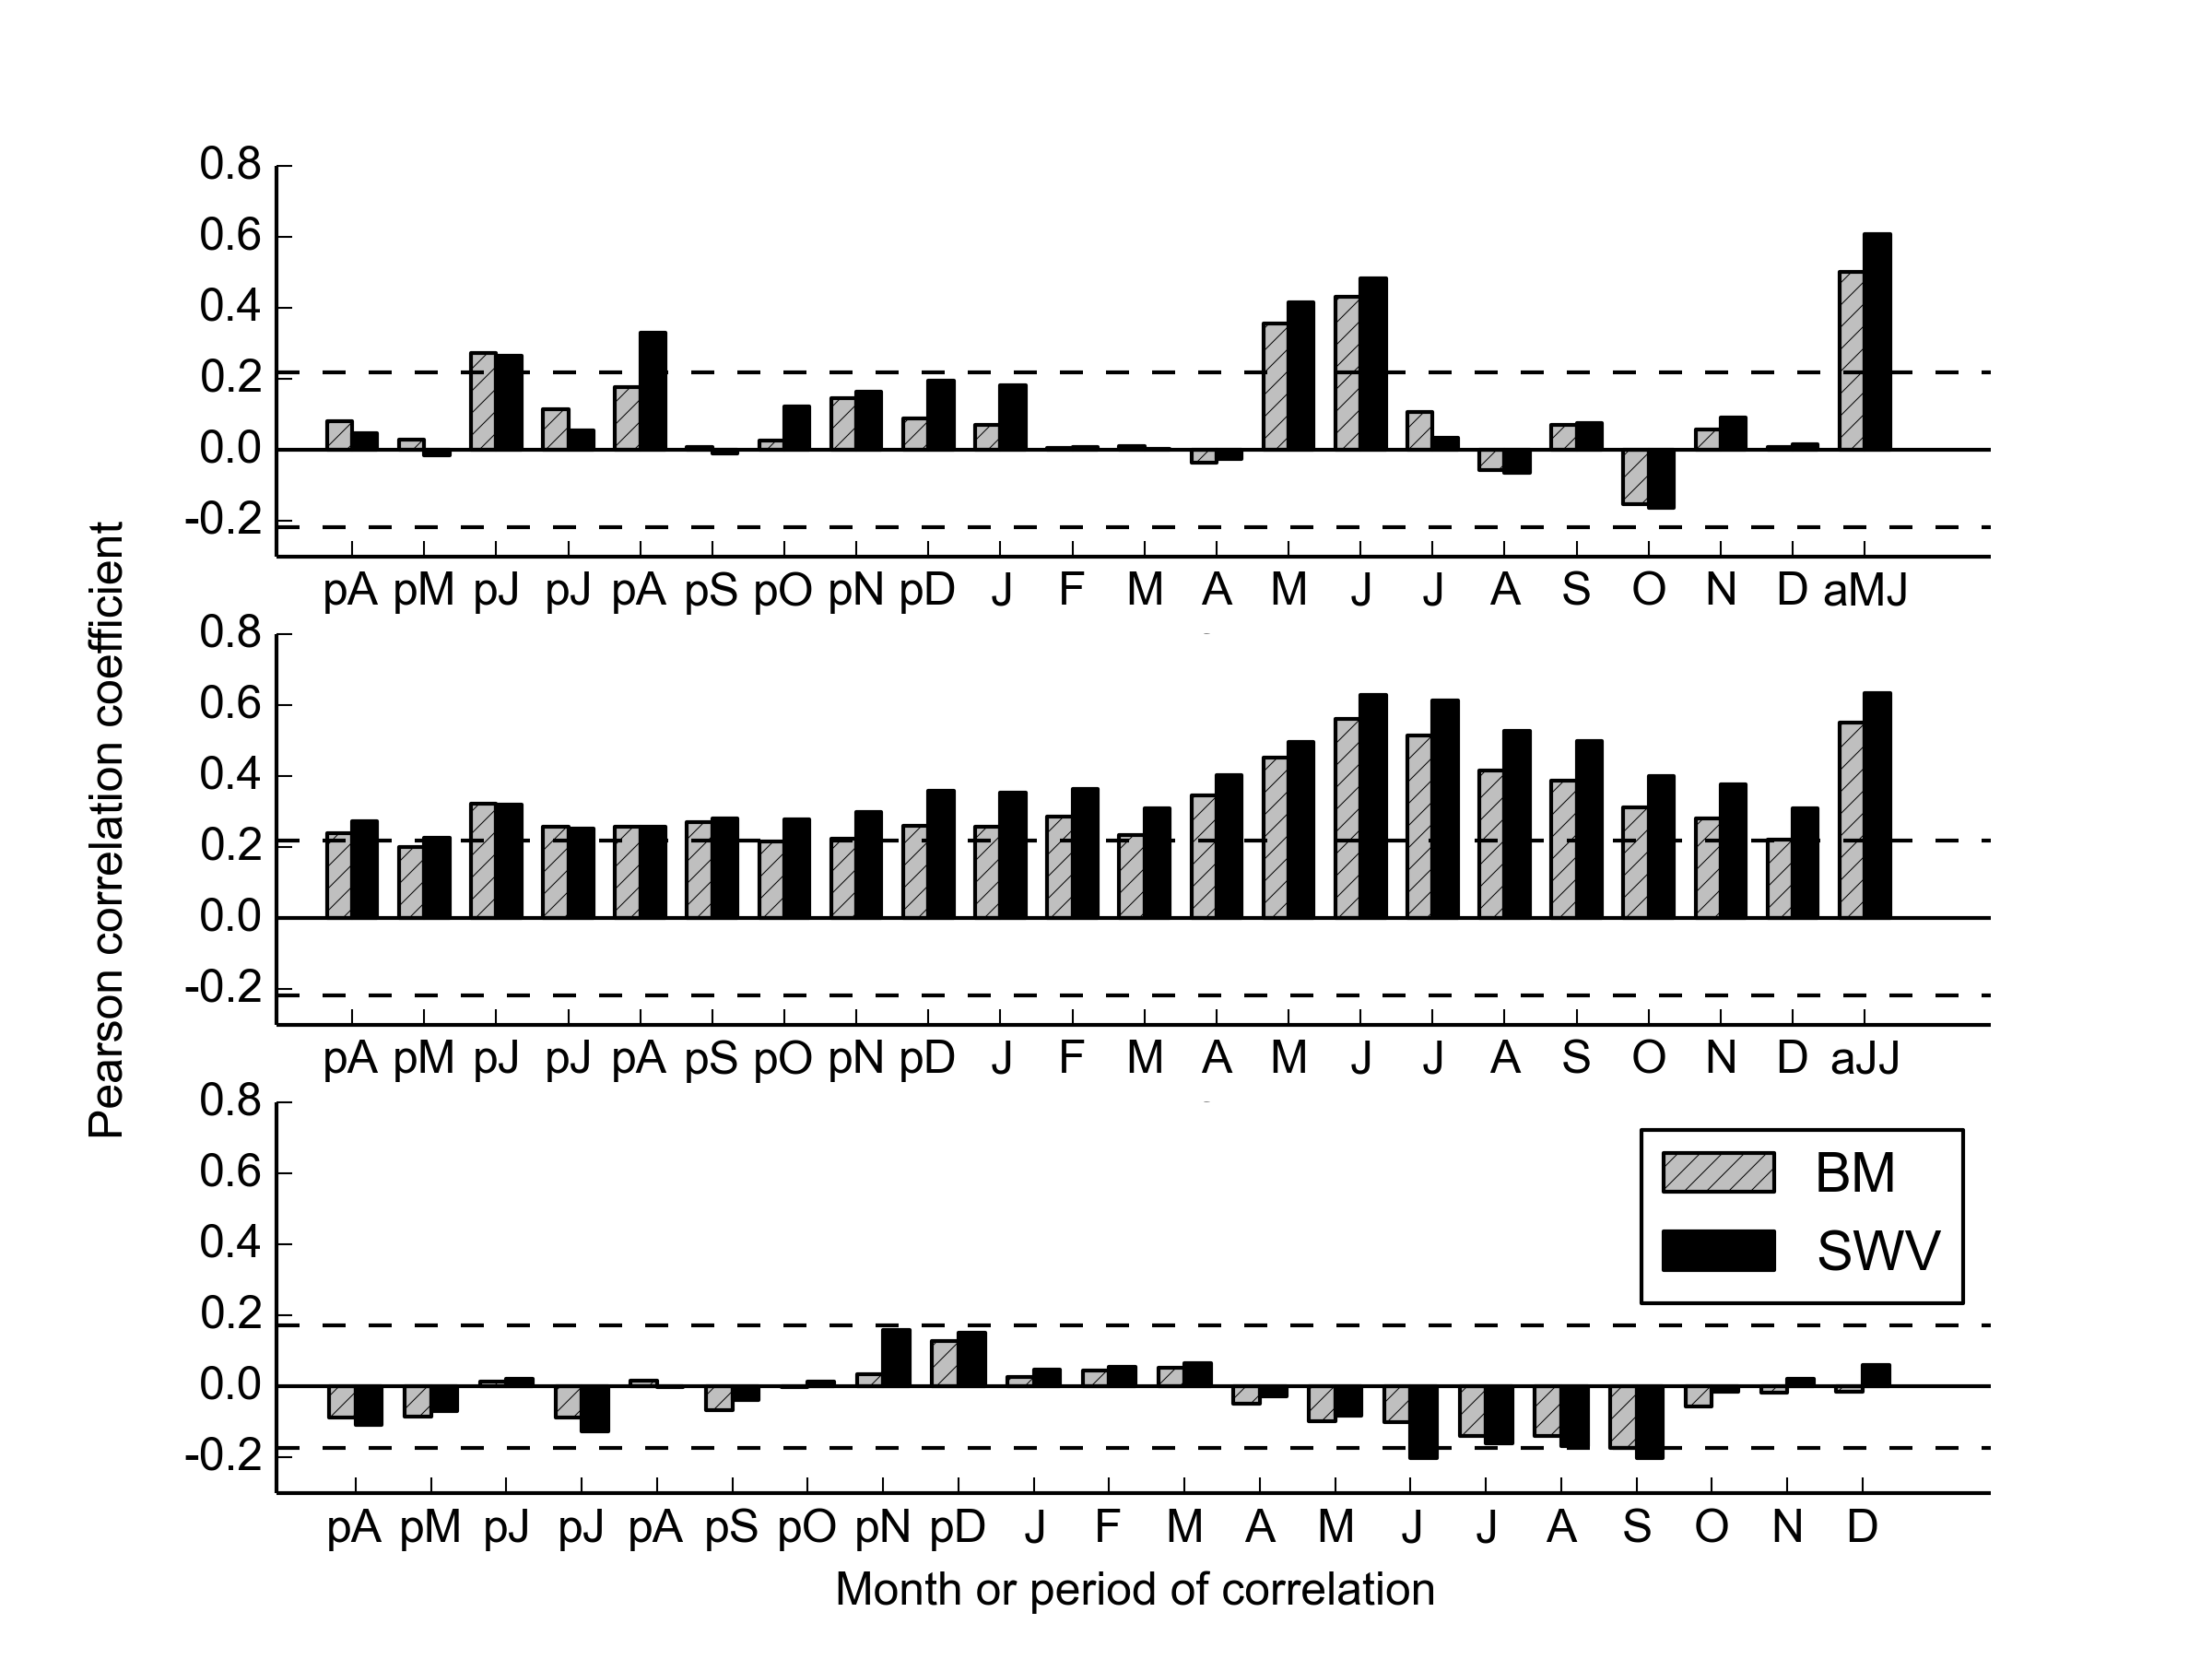 0.8
0.6
0.4
0.2
0.0
-0.2
pA pM pJ pJ pA pS pO pN pD J F M A M J J A S O N D aMJ
0.8
0.6
0.4
0.2
0.0
-0.2
pA pM pJ pJ pA pS pO pN pD J F M A M J J A S O N D aJJ
0.8
0.6
0.4
0.2
0.0
-0.2
pA pM pJ pJ pA pS pO pN pD J F M A M J J A S O N D
BM
SWV
Pearson correlation coefficient
Month or period of correlation